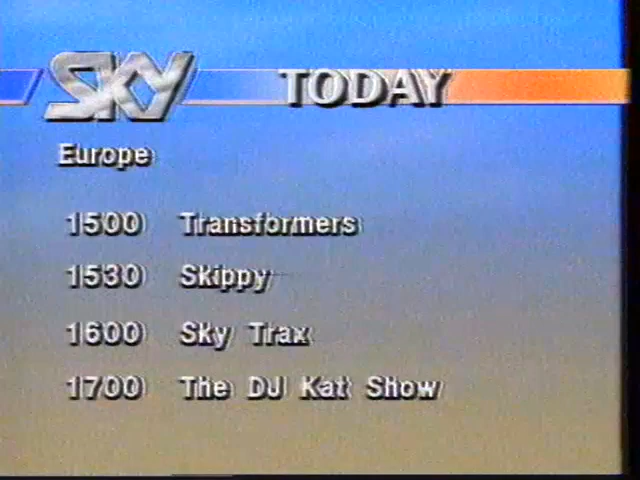 SKY TODAY
Europe
1500 Transformers
1530 Skippy
1600 Sky Trax
1700 The DJ Kat Show